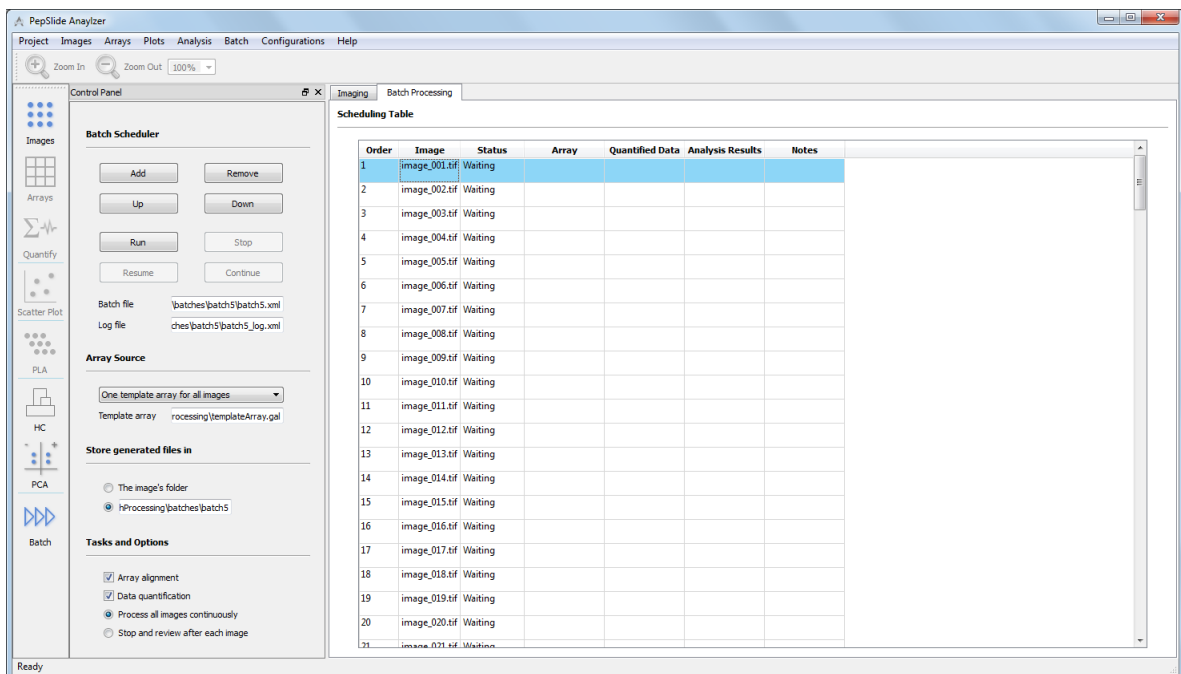 PepSlide Anaylzer
Project Images Arrays Plots Analysis Batch Configurations Help
Zoom In Zoom Out 100%
Images
Arrays
Quantify
Scatter Plot
PLA
HC
PCA
Batch
Control Panel
Batch Scheduler
Add Remove
Up Down
Run Stop
Resume Continue
Batch file \batches\batch5\batch5.xml
Log file ches\batch5\batch5_log.xml
Array Source
One template array for all images
Template array rocessing\templateArray.gal
Store generated files in
The image's folder
hProcessing\batches\batch5
Tasks and Options
Array alignment
Data quantification
Process all images continuously
Stop and review after each image
Imaging Batch Processing
Scheduling Table
Order Image Status Array Quantified Data Analysis Results Notes
1 image_001.tif Waiting
2 image_002.tif Waiting
3 image_003.tif Waiting
4 image_004.tif Waiting
5 image_005.tif Waiting
6 image_006.tif Waiting
7 image_007.tif Waiting
8 image_008.tif Waiting
9 image_009.tif Waiting
10 image_010.tif Waiting
11 image_011.tif Waiting
12 image_012.tif Waiting
13 image_013.tif Waiting
14 image_014.tif Waiting
15 image_015.tif Waiting
16 image_016.tif Waiting
17 image_017.tif Waiting
18 image_018.tif Waiting
19 image_019.tif Waiting
20 image_020.tif Waiting
21 image_021.tif Waiting
Ready